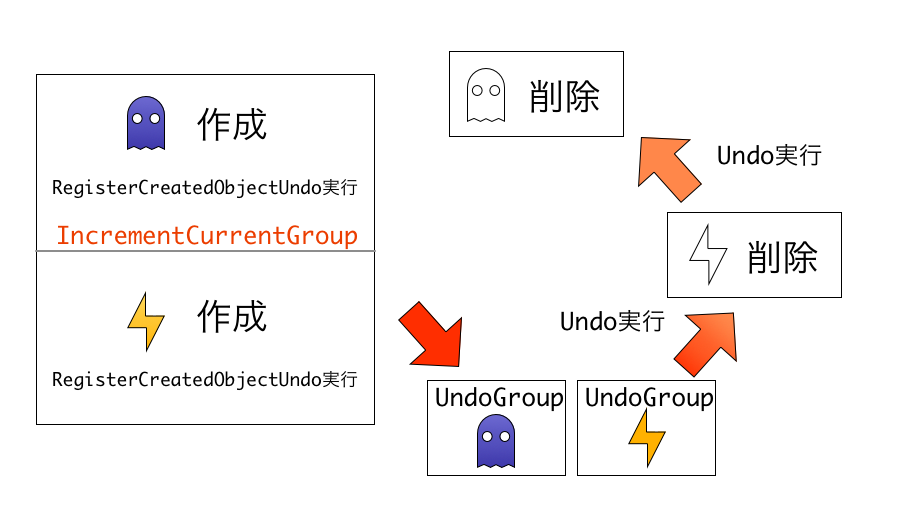 作成
RegisterCreatedObjectUndo実行
IncrementCurrentGroup
作成
RegisterCreatedObjectUndo実行
削除
Undo実行
削除
Undo実行
UndoGroup
UndoGroup